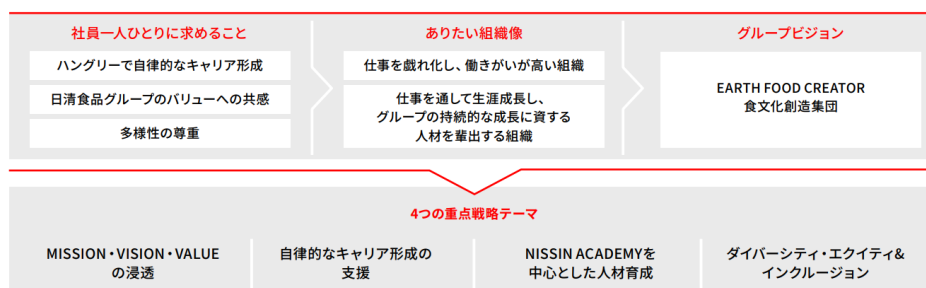 社員一人ひとりに求めること
ハングリーで自律的なキャリア形成
日清食品グループのバリューへの共感
多様性の尊重
ありたい組織像
仕事を戯れ化し、働きがいが高い組織
仕事を通して生涯成長し、
グループの持続的な成長に資する
人材を輩出する組織
グループビジョン
EARTH FOOD CREATOR
食文化創造集団
4つの重点戦略テーマ
MISSION・VISION・VALUE
の浸透
自律的なキャリア形成の
支援
NISSIN ACADEMYを
中心とした人材育成
ダイバーシティ・エクイティ&
インクルージョン